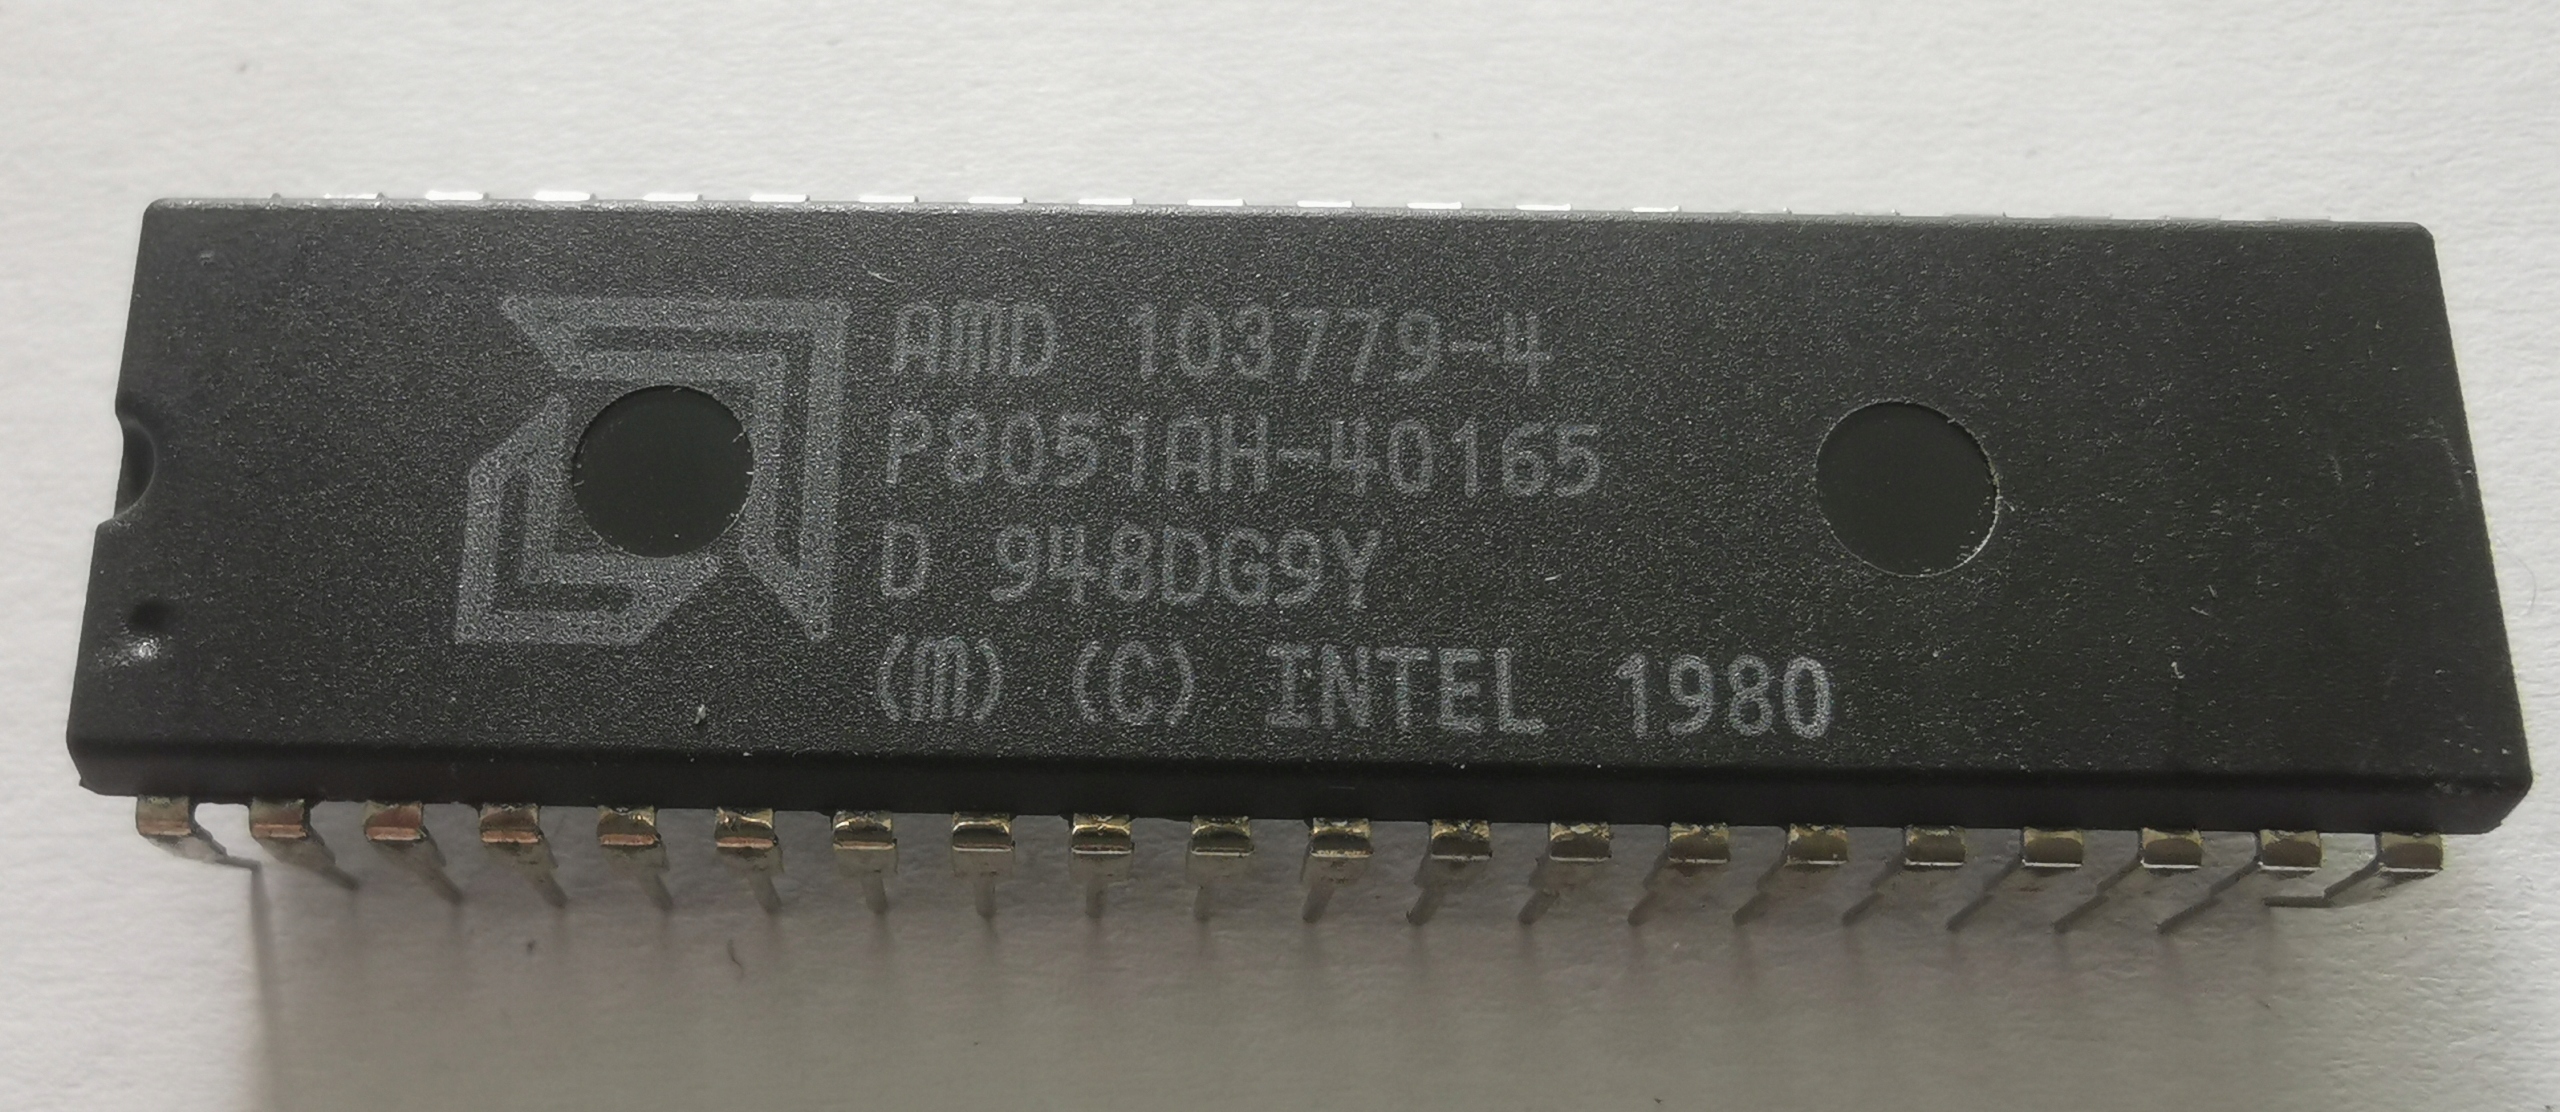 AMD 103779-4
P8051AH-40165
D 948DG9Y
(M) (C) INTEL 1980